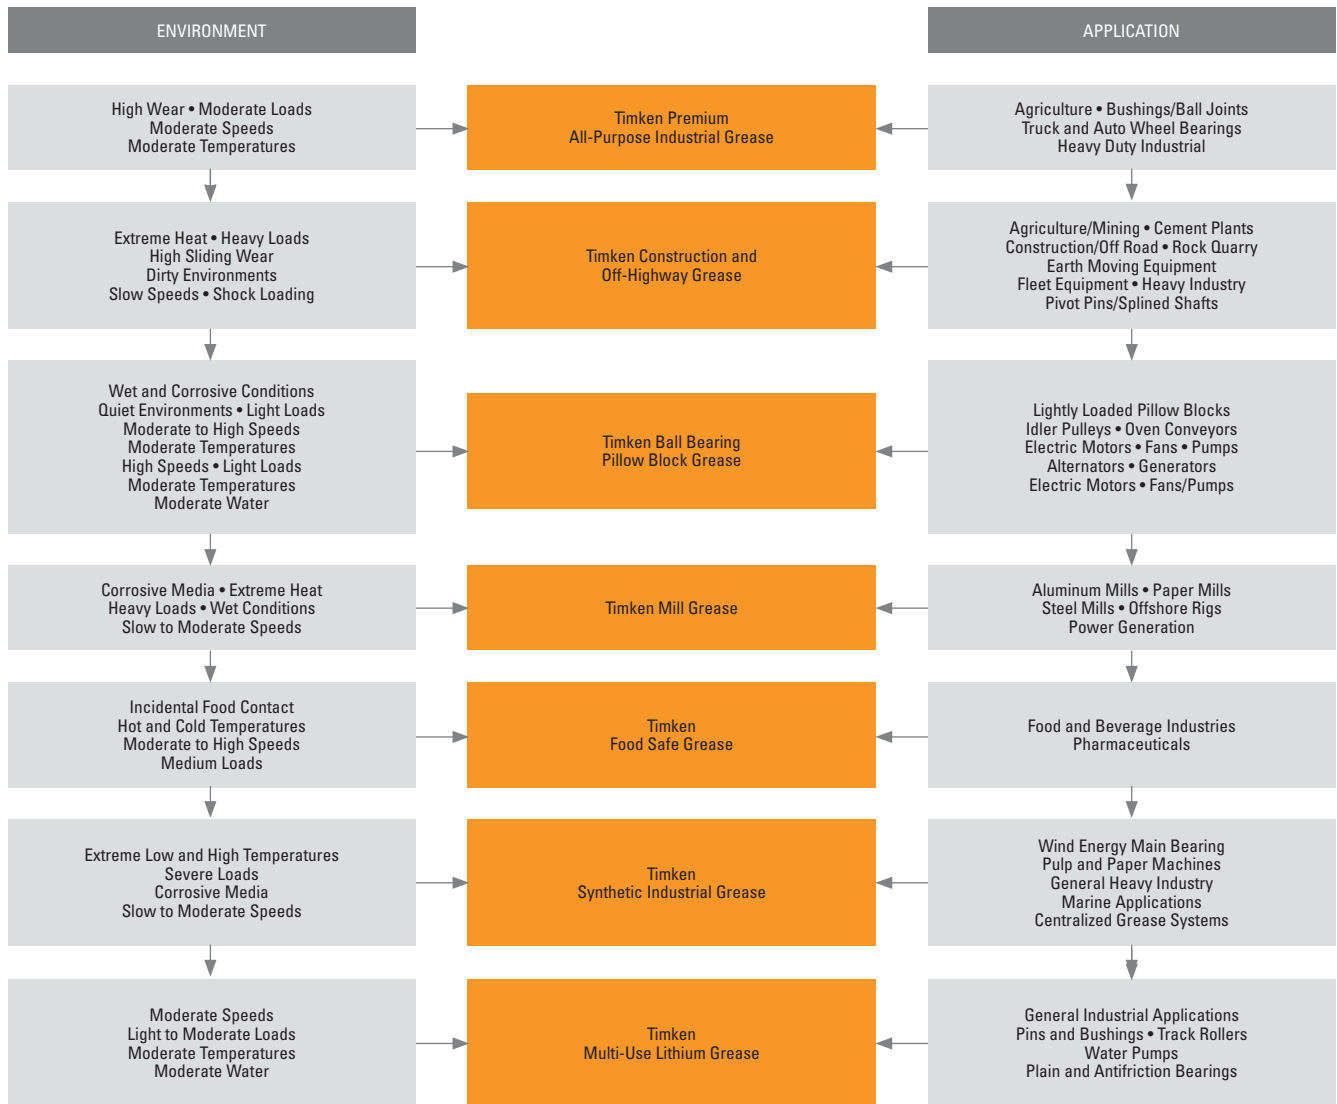 ENVIRONMENT
APPLICATION
High Wear • Moderate Loads
Moderate Speeds
Moderate Temperatures
Timken Premium
All-Purpose Industrial Grease
Agriculture • Bushings/Ball Joints
Truck and Auto Wheel Bearings
Heavy Duty Industrial
Extreme Heat • Heavy Loads
High Sliding Wear
Dirty Environments
Slow Speeds • Shock Loading
Timken Construction and
Off-Highway Grease
Agriculture/Mining • Cement Plants
Construction/Off Road • Rock Quarry
Earth Moving Equipment
Fleet Equipment • Heavy Industry
Pivot Pins/Splined Shafts
Wet and Corrosive Conditions
Quiet Environments • Light Loads
Moderate to High Speeds
Moderate Temperatures
High Speeds • Light Loads
Moderate Temperatures
Moderate Water
Timken Ball Bearing
Pillow Block Grease
Lightly Loaded Pillow Blocks
Idler Pulleys • Oven Conveyors
Electric Motors • Fans • Pumps
Alternators • Generators
Electric Motors • Fans/Pumps
Corrosive Media • Extreme Heat
Heavy Loads • Wet Conditions
Slow to Moderate Speeds
Timken Mill Grease
Aluminum Mills • Paper Mills
Steel Mills • Offshore Rigs
Power Generation
Incidental Food Contact
Hot and Cold Temperatures
Moderate to High Speeds
Medium Loads
Timken
Food Safe Grease
Food and Beverage Industries
Pharmaceuticals
Extreme Low and High Temperatures
Severe Loads
Corrosive Media
Slow to Moderate Speeds
Timken
Synthetic Industrial Grease
Wind Energy Main Bearing
Pulp and Paper Machines
General Heavy Industry
Marine Applications
Centralized Grease Systems
Moderate Speeds
Light to Moderate Loads
Moderate Temperatures
Moderate Water
Timken
Multi-Use Lithium Grease
General Industrial Applications
Pins and Bushings • Track Rollers
Water Pumps
Plain and Antifriction Bearings